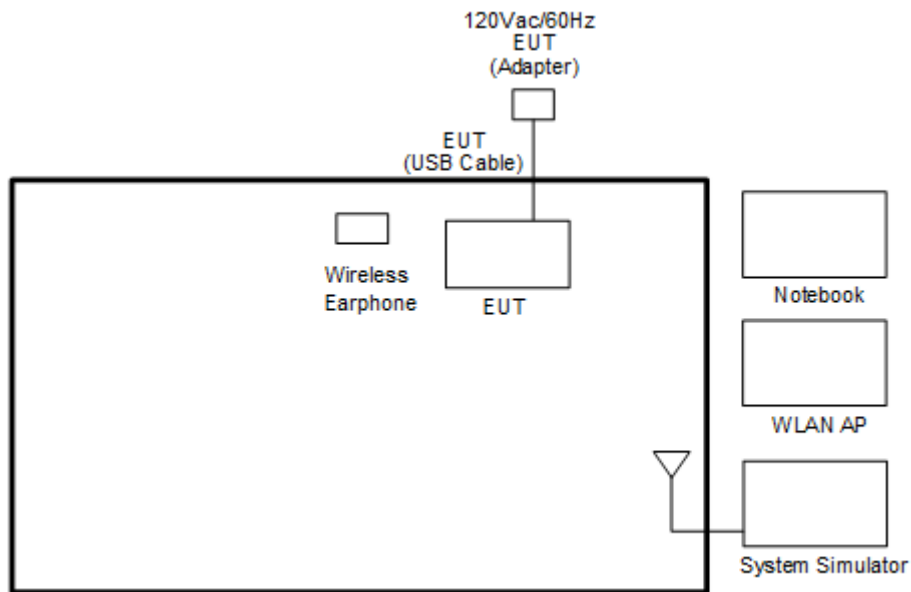 120Vac/60Hz
EUT
(Adapter)
EUT
(USB Cable)
Wireless
Earphone
EUT
Notebook
WLAN AP
System Simulator